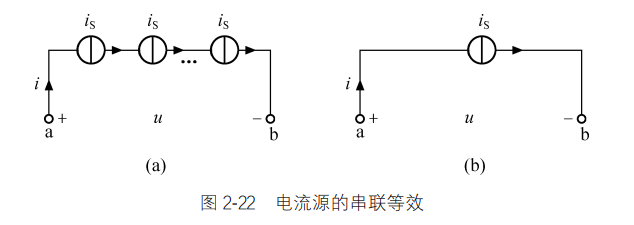 iS iS iS iS
i ... i
a + u − b a + u − b
(a) (b)
图 2-22 电流源的串联等效